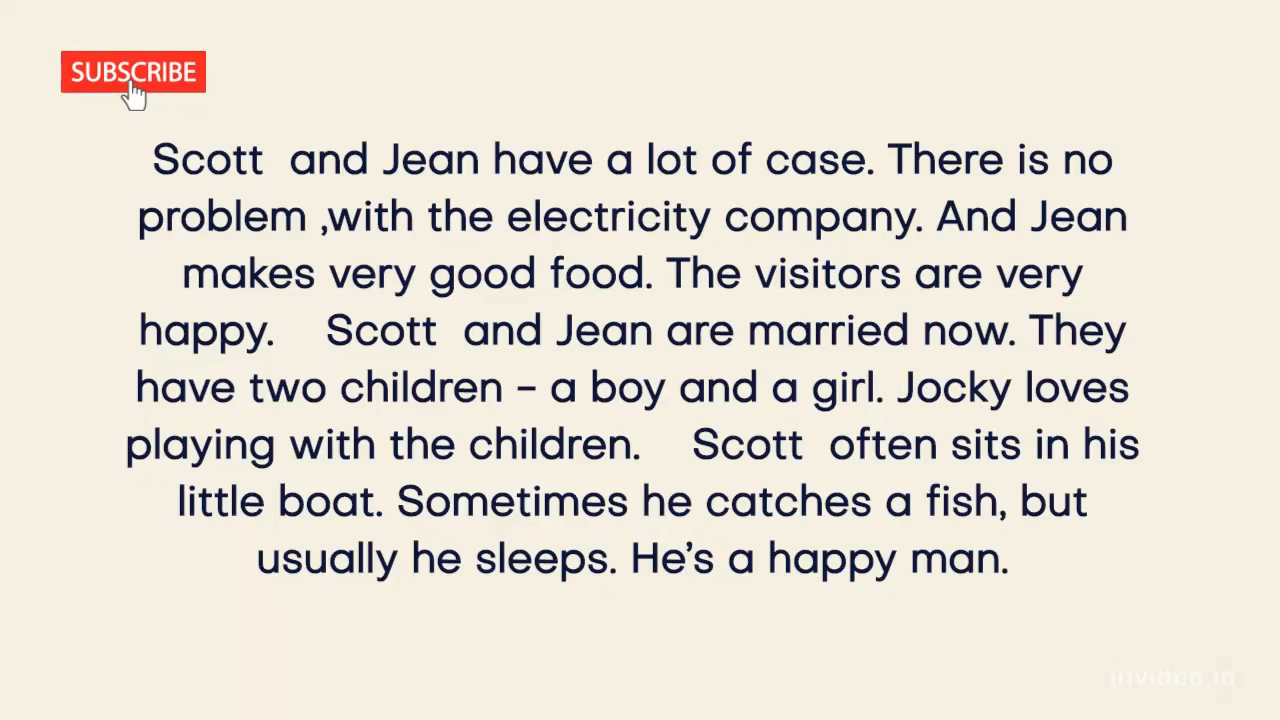 SUBSCRIBE
Scott and Jean have a lot of case. There is no
problem ,with the electricity company. And Jean
makes very good food. The visitors are very
happy. Scott and Jean are married now. They
have two children – a boy and a girl. Jocky loves
playing with the children. Scott often sits in his
little boat. Sometimes he catches a fish, but
usually he sleeps. He’s a happy man.
invideo.io